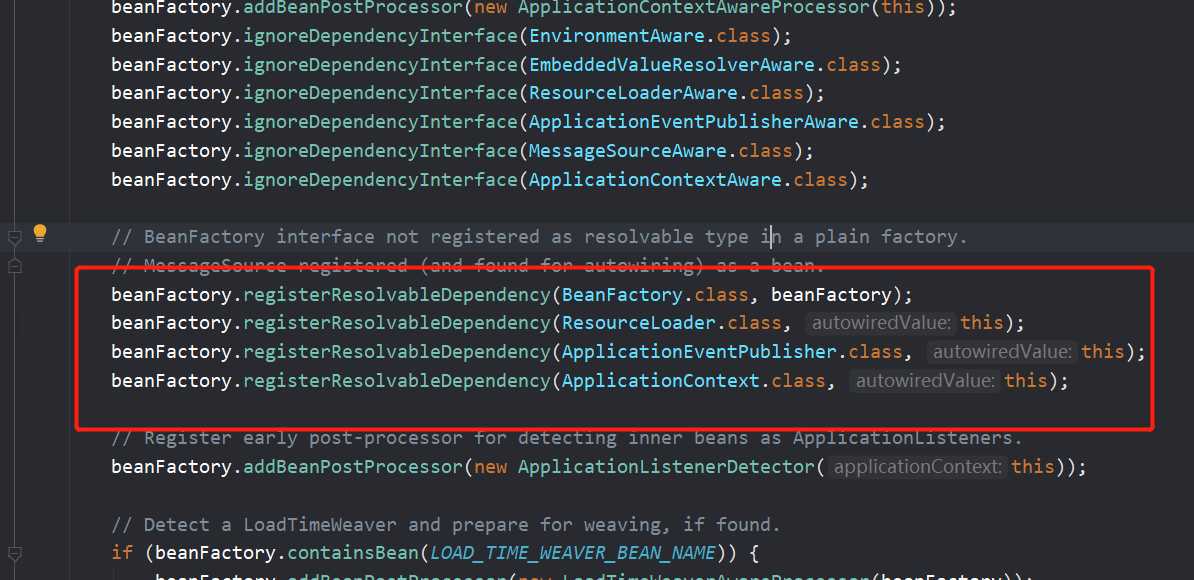 beanFactory.addBeanPostProcessor(new ApplicationContextAwareProcessor(this));
beanFactory.ignoreDependencyInterface(EnvironmentAware.class);
beanFactory.ignoreDependencyInterface(EmbeddedValueResolverAware.class);
beanFactory.ignoreDependencyInterface(ResourceLoaderAware.class);
beanFactory.ignoreDependencyInterface(ApplicationEventPublisherAware.class);
beanFactory.ignoreDependencyInterface(MessageSourceAware.class);
beanFactory.ignoreDependencyInterface(ApplicationContextAware.class);
// BeanFactory interface not registered as resolvable type in a plain factory.
// MessageSource registered (and found for autowiring) as a bean.
beanFactory.registerResolvableDependency(BeanFactory.class, beanFactory);
beanFactory.registerResolvableDependency(ResourceLoader.class, autowiredValue: this);
beanFactory.registerResolvableDependency(ApplicationEventPublisher.class, autowiredValue: this);
beanFactory.registerResolvableDependency(ApplicationContext.class, autowiredValue: this);
// Register early post-processor for detecting inner beans as ApplicationListeners.
beanFactory.addBeanPostProcessor(new ApplicationListenerDetector( applicationContext: this));
// Detect a LoadTimeWeaver and prepare for weaving, if found.
if (beanFactory.containsBean(LOAD_TIME_WEAVER_BEAN_NAME)) {
beanFactory.addBeanPostProcessor(new LoadTimeWeaverAwareProcessor(beanFactory));